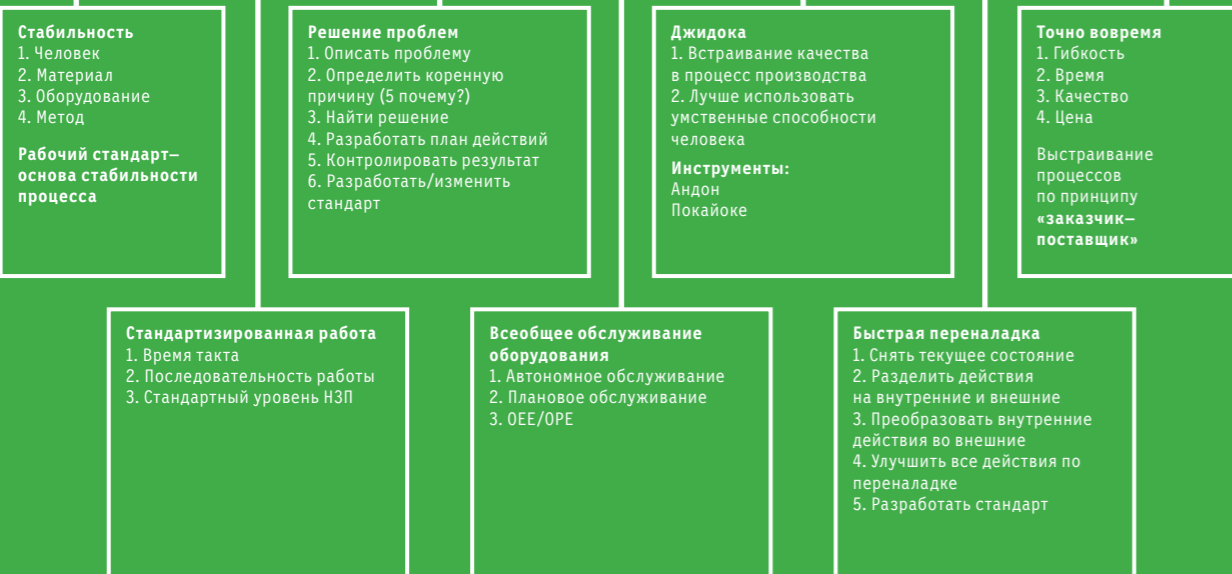 Стабильность
1. Человек
2. Материал
3. Оборудование
4. Метод
Рабочий стандарт–
основа стабильности
процесса
Решение проблем
1. Описать проблему
2. Определить коренную
причину (5 почему?)
3. Найти решение
4. Разработать план действий
5. Контролировать результат
6. Разработать/изменить
стандарт
Джидока
1. Встраивание качества
в процесс производства
2. Лучше использовать
умственные способности
человека
Инструменты:
Андон
Покайоке
Точно вовремя
1. Гибкость
2. Время
3. Качество
4. Цена
Выстраивание
процессов
по принципу
«заказчик–
поставщик»
Стандартизированная работа
1. Время такта
2. Последовательность работы
3. Стандартный уровень НЗП
Всеобщее обслуживание
оборудования
1. Автономное обслуживание
2. Плановое обслуживание
3. OEE/OPE
Быстрая переналадка
1. Снять текущее состояние
2. Разделить действия
на внутренние и внешние
3. Преобразовать внутренние
действия во внешние
4. Улучшить все действия по
переналадке
5. Разработать стандарт